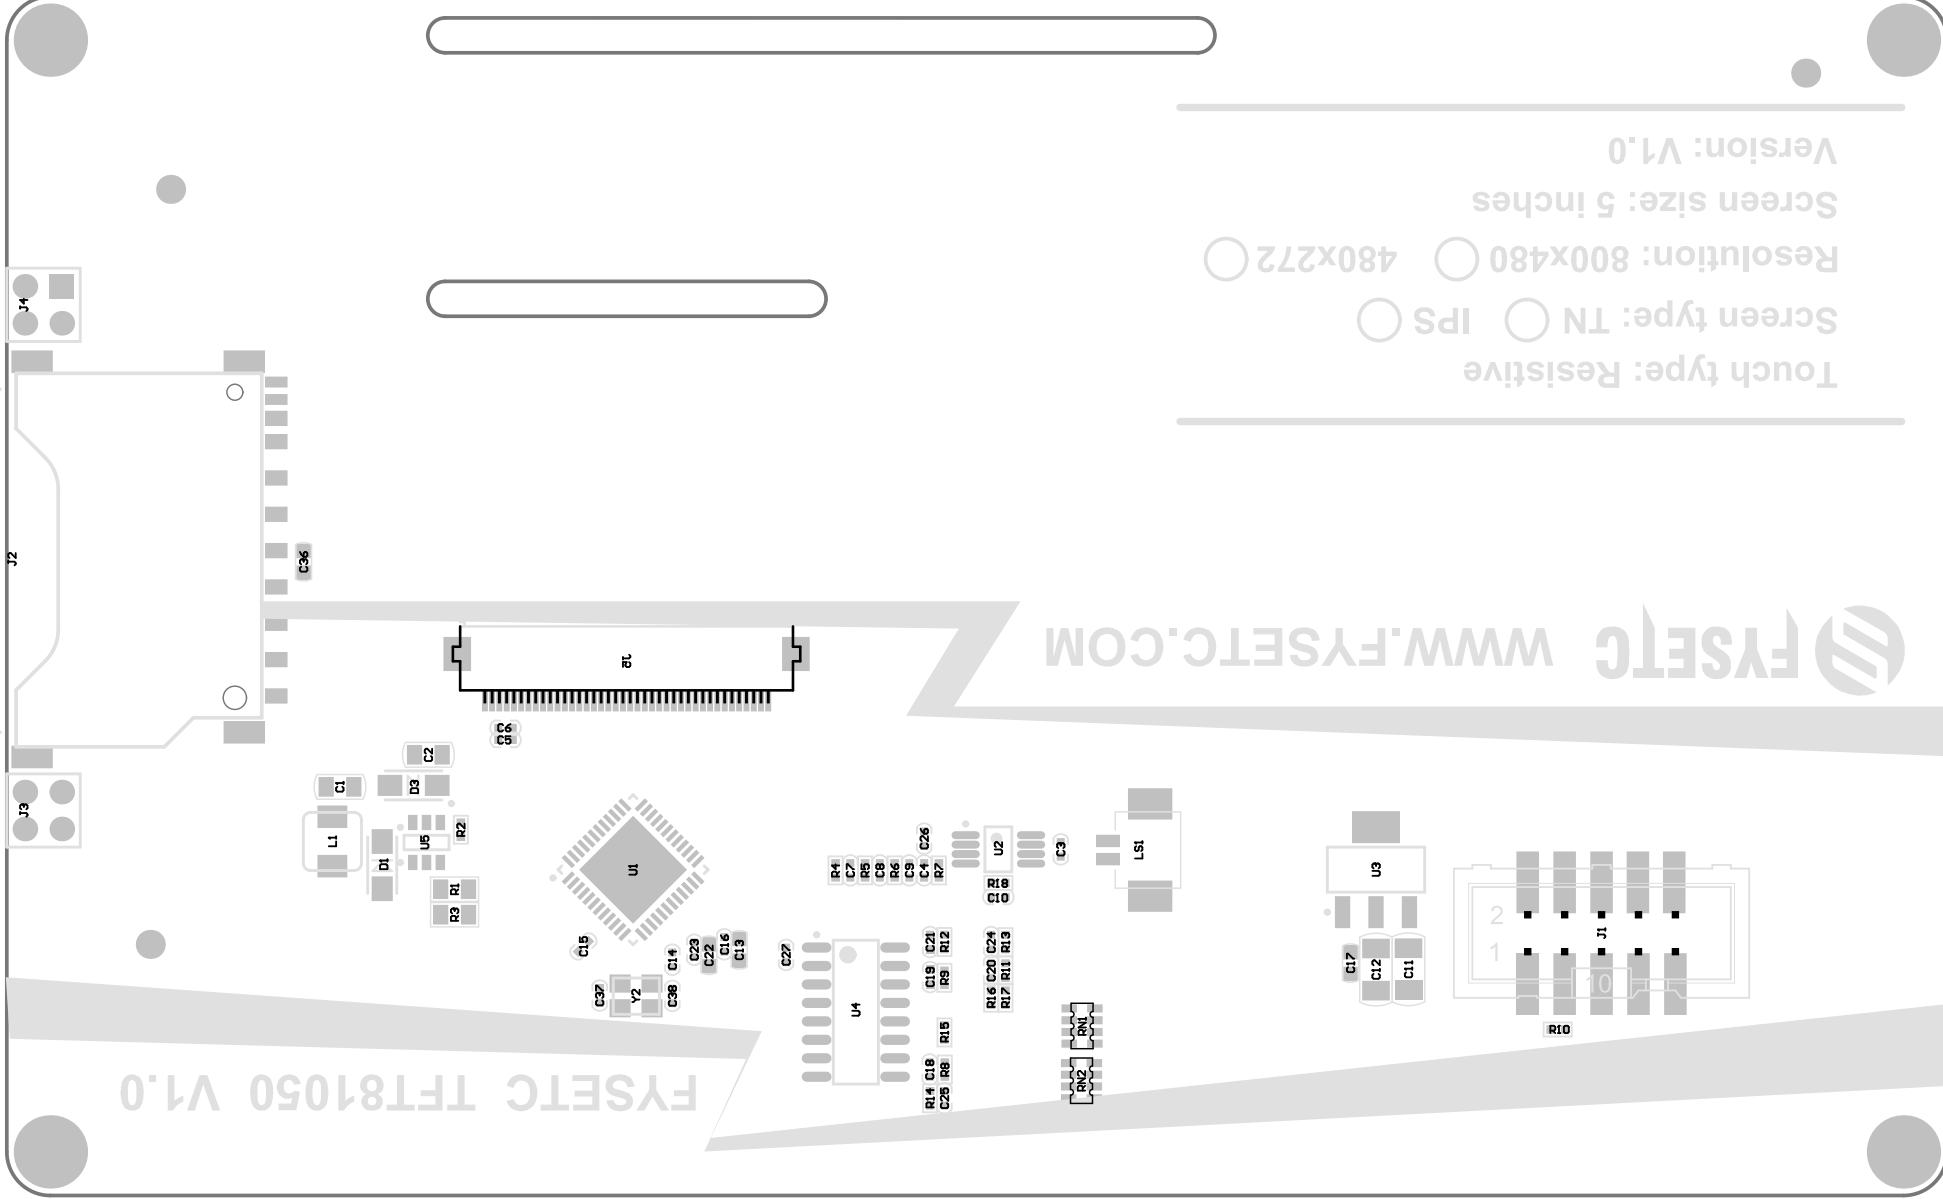 Version: V1.0
Screen size: 5 inches
Resolution: 800x480 480x272
Screen type: TN IPS
Touch type: Resistive
J4
J2
C36
FYSETC WWW.FYSETC.COM
J5
C6
C5
C2
C1
D3
J3
L1
D1
U5
R2
R1
R3
U1
R4
C7
R5
C8
R6
C9
C4
R7
C26
U2
C3
LS1
R18
C10
U3
2
1
J1
10
C15
C14
C23
C22
C16
C13
C27
C21
R12
C24
R13
C19
R9
C20
R11
R16
R17
C17
C12
C11
C37
Y2
C38
U4
R15
RN1
R10
C18
R8
RN2
R14
C25
FYSETC TFT81050 V1.0